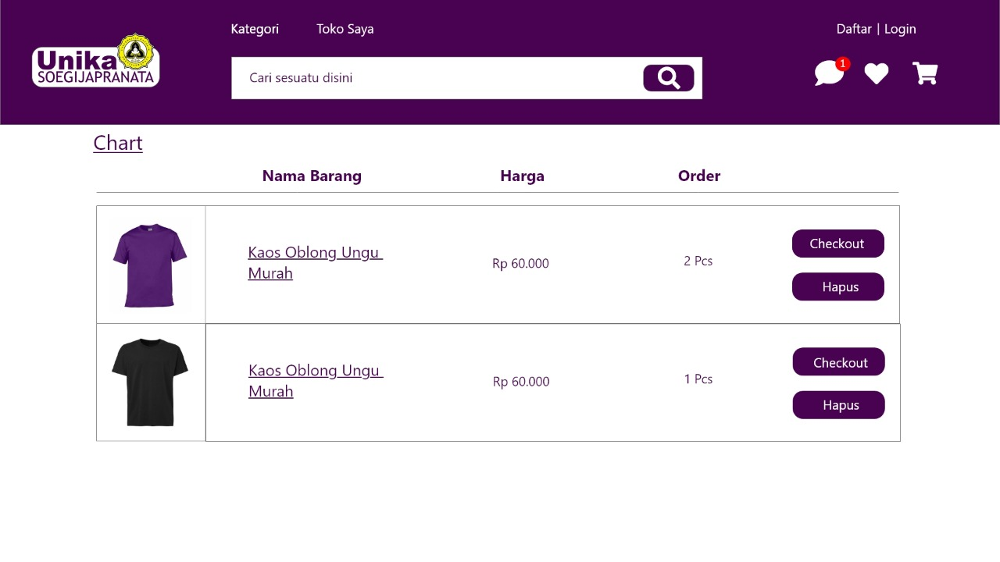 Kategori Toko Saya Daftar | Login
Unika
SOEGIJAPRANATA
Cari sesuatu disini
1
Chart
Nama Barang Harga Order
Kaos Oblong Ungu
Murah
Rp 60.000
2 Pcs
Checkout
Hapus
Kaos Oblong Ungu
Murah
Rp 60.000
1 Pcs
Checkout
Hapus